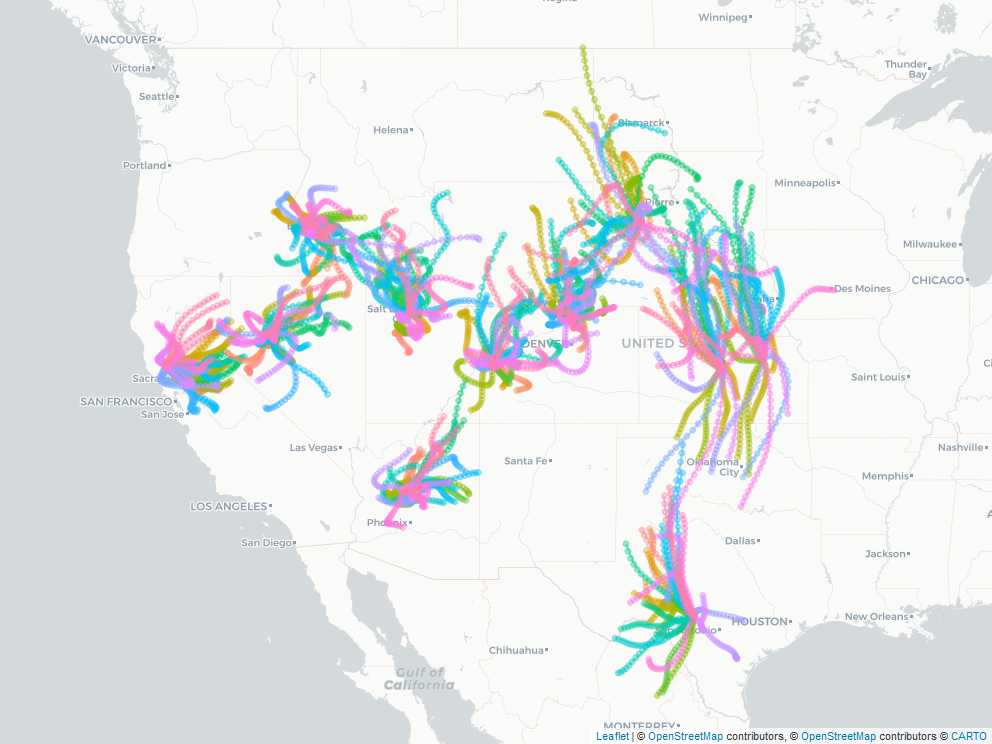 Winnipeg
VANCOUVER
Victoria
Thunder
Bay
Seattle
Bismarck
Helena
Portland
Minneapolis
Pierre
Milwaukee
CHICAGO
Des Moines
Salt
DENVER
UNITED S
Saint Louis
Sacra
SAN FRANCISCO
San Jose
Las Vegas
Nashville
Santa Fe
Oklahoma
City
Memphis
LOS ANGELES
Phoenix
San Diego
Dallas
Jackson
HOUSTON
New Orleans
Chihuahua
Gulf of
California
MONTERREY
Leaflet | © OpenStreetMap contributors, © OpenStreetMap contributors © CARTO